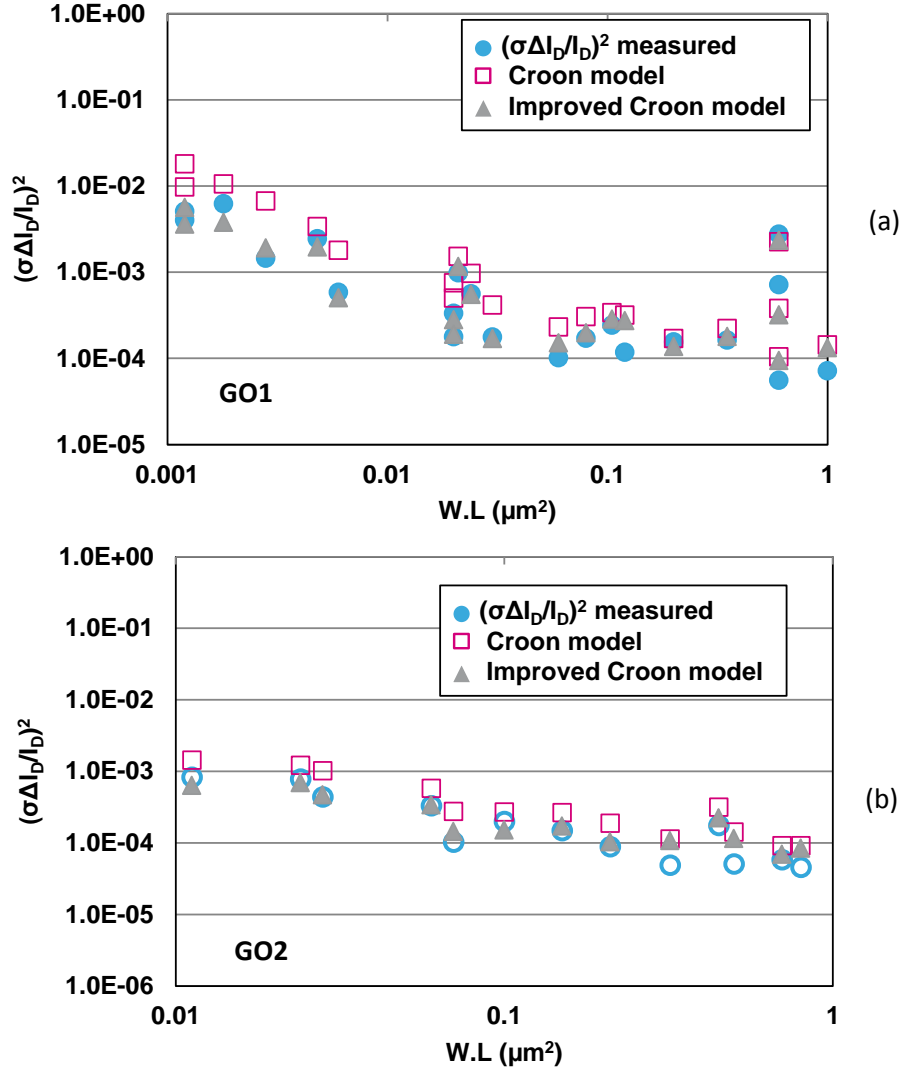 1.0E+00
1.0E-01
1.0E-02
1.0E-03
1.0E-04
1.0E-05
(σΔI_D/I_D)²
(σΔI_D/I_D)² measured
Croon model
Improved Croon model
(a)
GO1
0.001
0.01
0.1
1
W.L (µm²)
1.0E+00
1.0E-01
1.0E-02
1.0E-03
1.0E-04
1.0E-05
1.0E-06
(σΔI_D/I_D)²
(σΔI_D/I_D)² measured
Croon model
Improved Croon model
(b)
GO2
0.01
0.1
1
W.L (µm²)